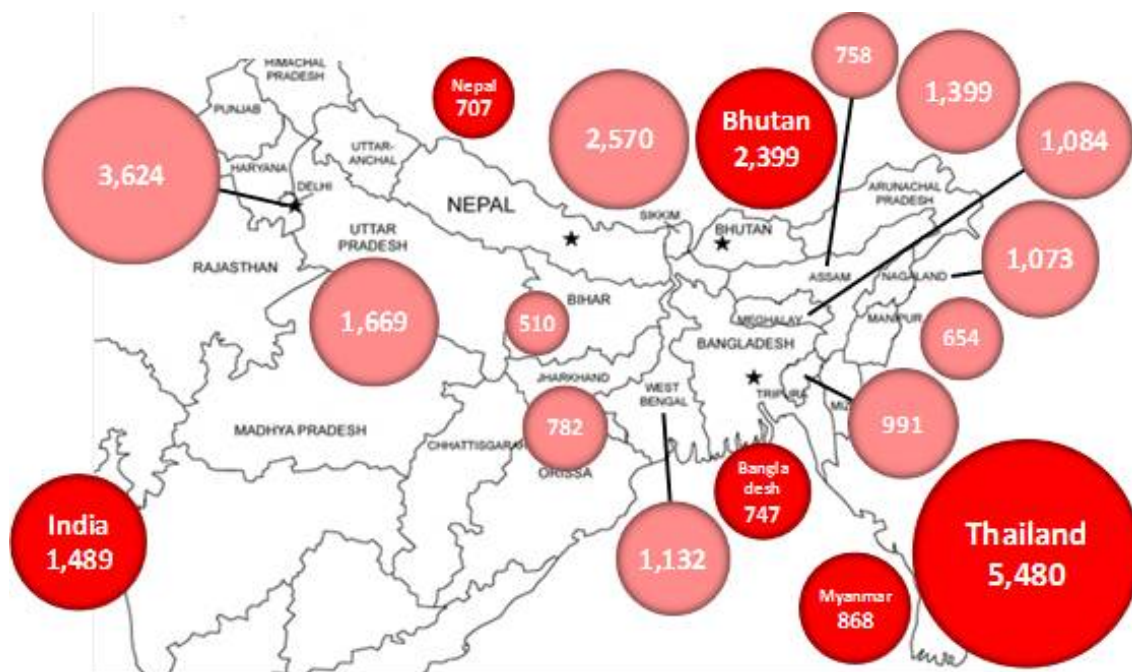 HIMACHAL
PRADESH
PUNJAB
HARYANA
DELHI
UTTAR-
ANCHAL
3,624
Nepal
707
2,570
Bhutan
2,399
758
1,399
1,084
ARUNACHAL
PRADESH
NEPAL
SIKKIM
BHUTAN
UTTAR
PRADESH
RAJASTHAN
ASSAM
NAGALAND
1,073
1,669
510
BIHAR
MEGHALAY
MANIPUR
654
BANGLADESH
JHARKHAND
WEST
BENGAL
TRIPURA
MIZ
991
MADHYA PRADESH
CHHATTISGARH
782
ORISSA
Bangla
desh
747
India
1,489
1,132
Myanmar
868
Thailand
5,480